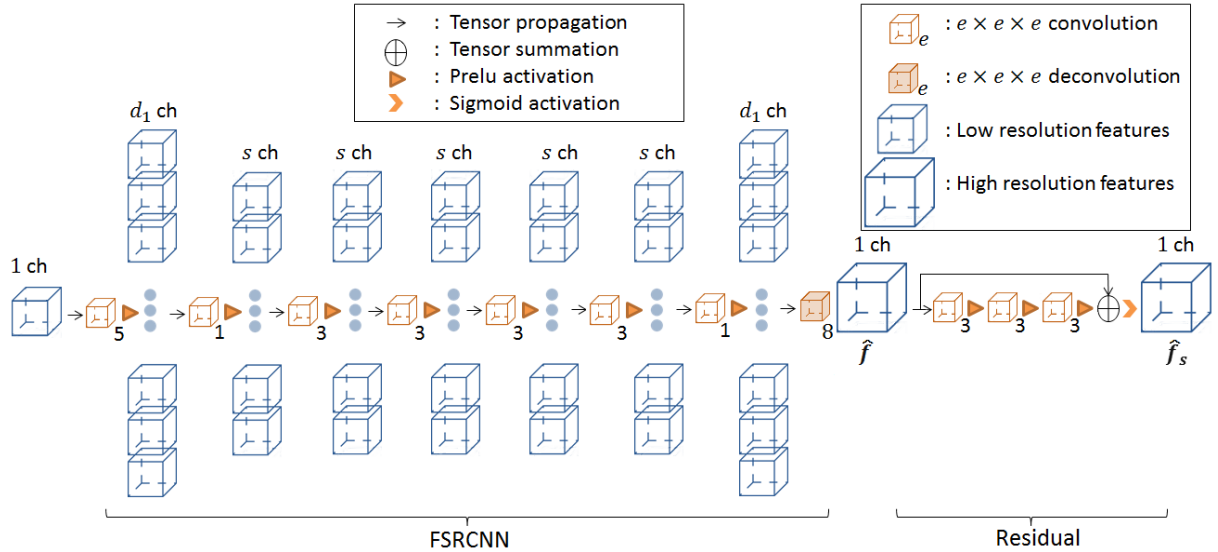 : Tensor propagation
: Tensor summation
: Prelu activation
: Sigmoid activation
e : e × e × e convolution
e : e × e × e deconvolution
: Low resolution features
: High resolution features
d₁ ch
s ch s ch s ch s ch s ch
d₁ ch
1 ch
1 ch 1 ch
5 1 3 3 3 3 1 8 3 3 3
f̂ f̂ₛ
FSRCNN Residual